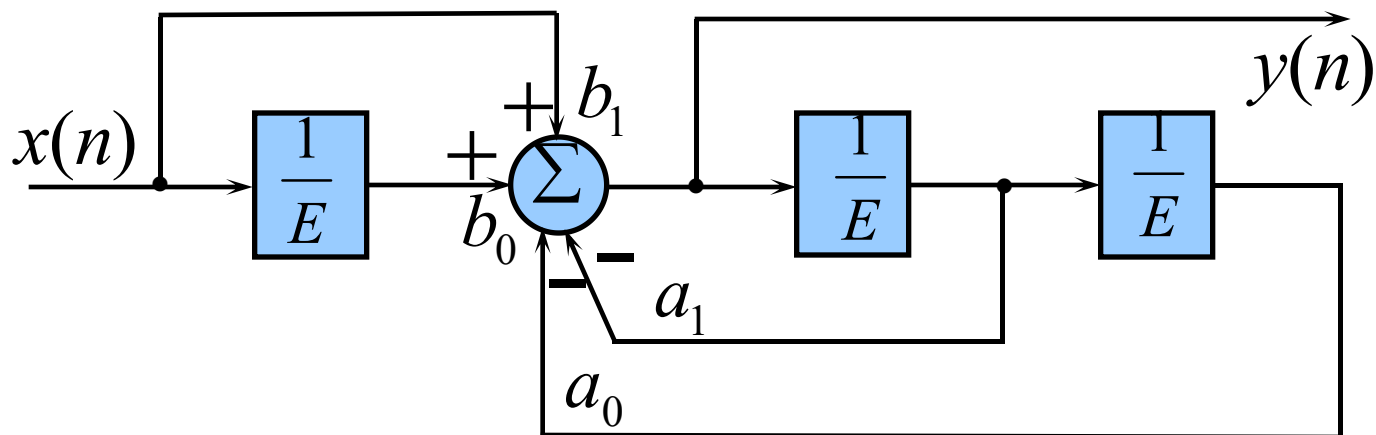 x(n)
1/E
b₀
+
+
b₁
Σ
−
−
a₁
a₀
1/E
1/E
y(n)